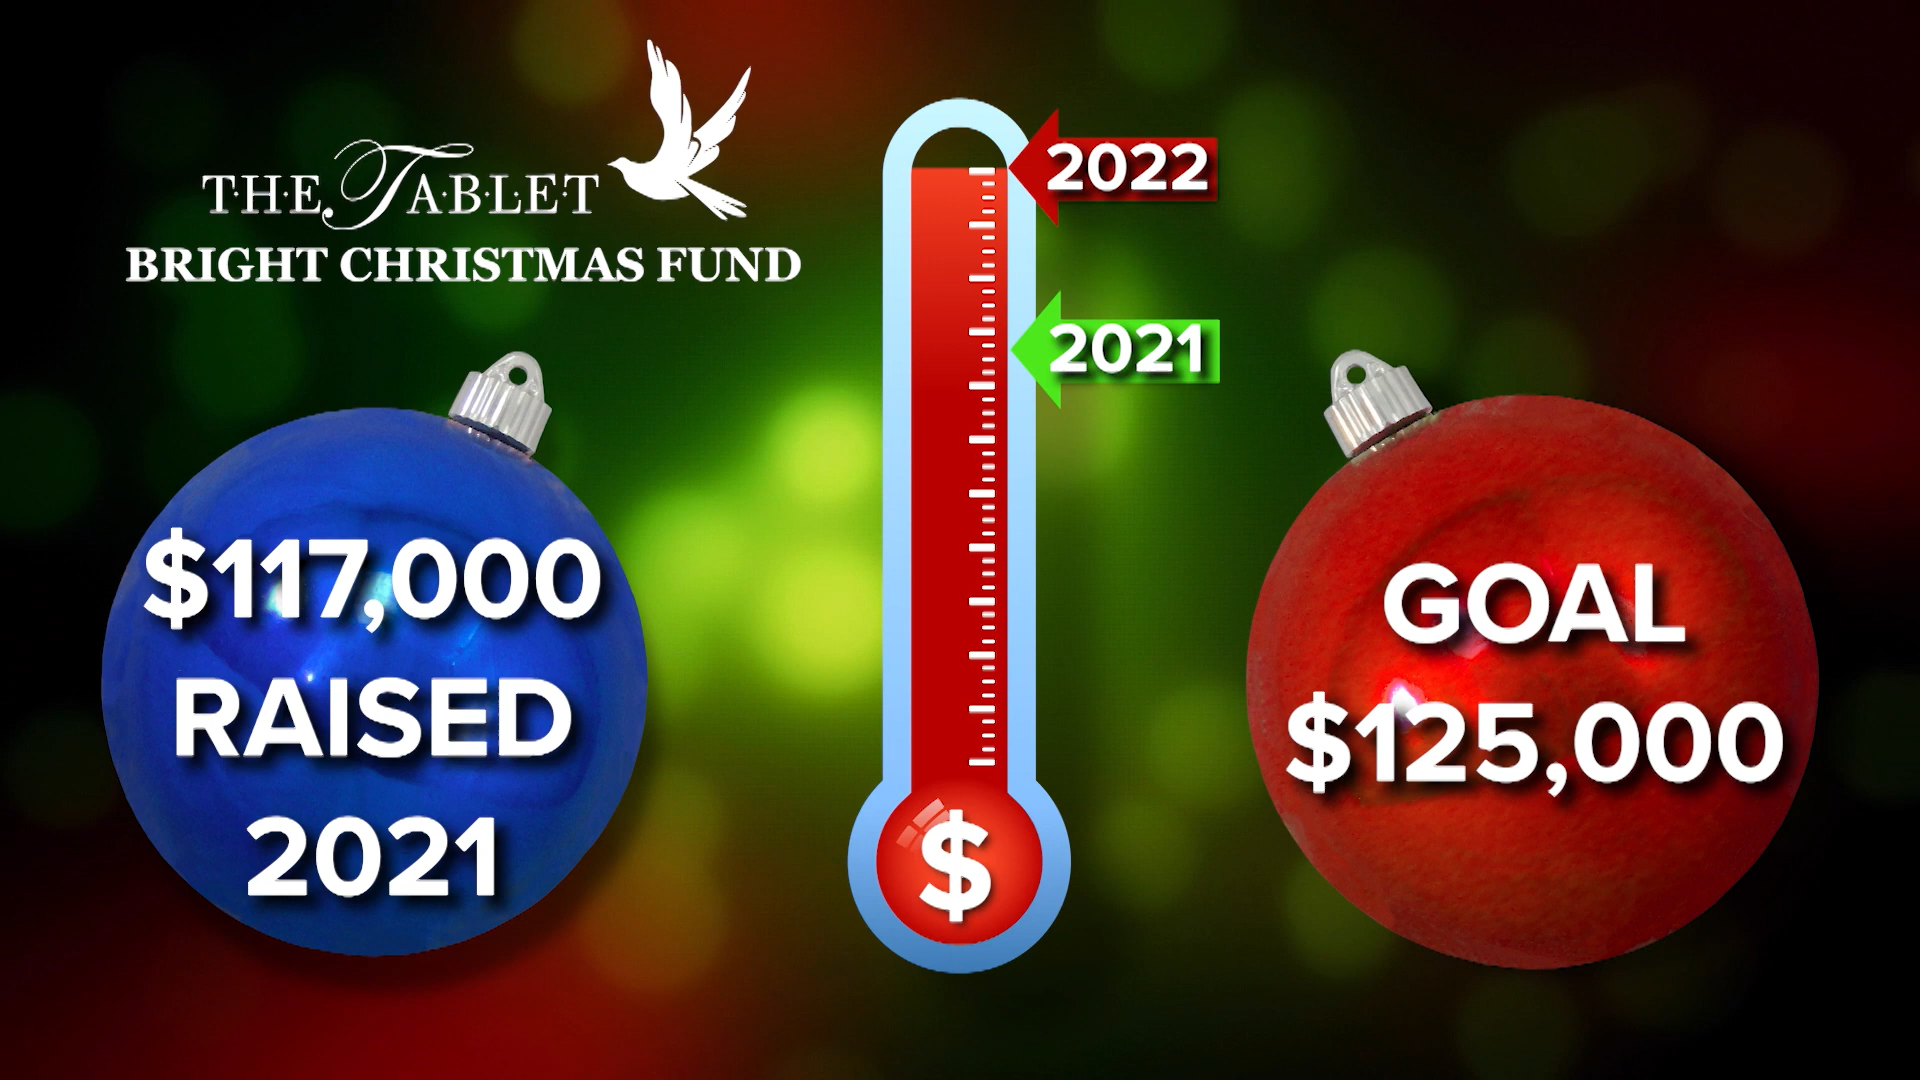 THE TABLET
BRIGHT CHRISTMAS FUND
2022
2021
$117,000
RAISED
2021
GOAL
$125,000
$